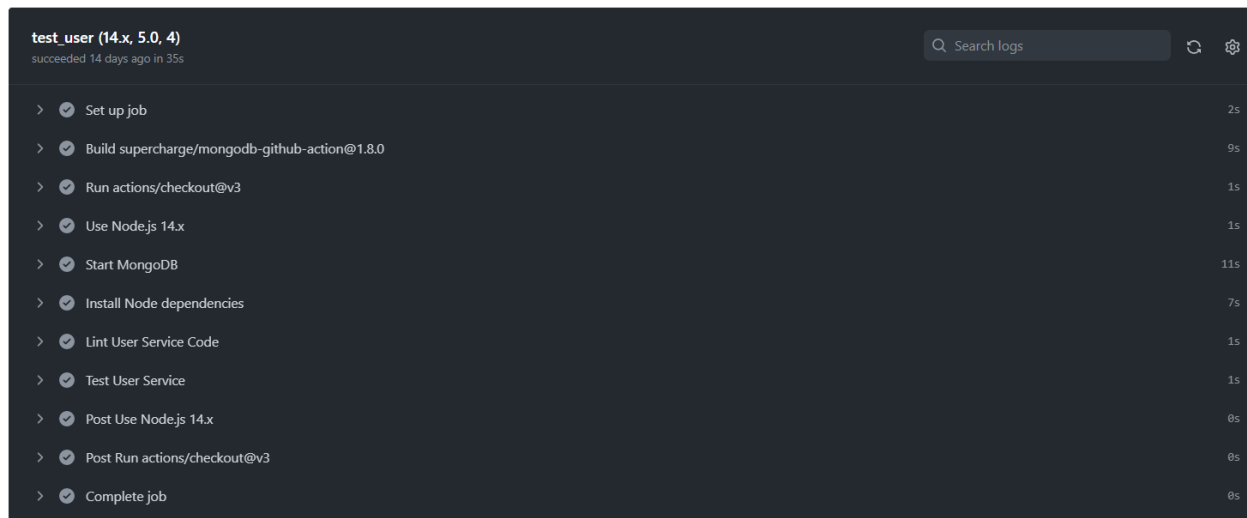 test_user (14.x, 5.0, 4)
succeeded 14 days ago in 35s
Search logs
Set up job 2s
Build supercharge/mongodb-github-action@1.8.0 9s
Run actions/checkout@v3 1s
Use Node.js 14.x 1s
Start MongoDB 11s
Install Node dependencies 7s
Lint User Service Code 1s
Test User Service 1s
Post Use Node.js 14.x 0s
Post Run actions/checkout@v3 0s
Complete job 0s